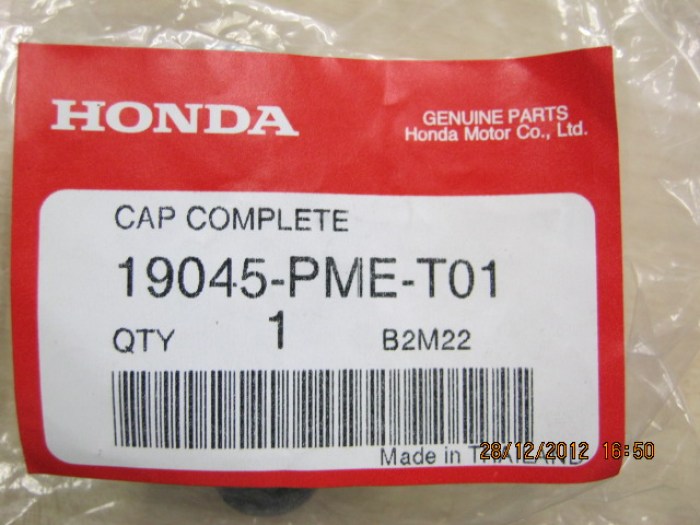 HONDA
GENUINE PARTS
Honda Motor Co., Ltd.
CAP COMPLETE
19045-PME-T01
QTY 1 B2M22
Made in THAILAND
28/12/2012 16:50